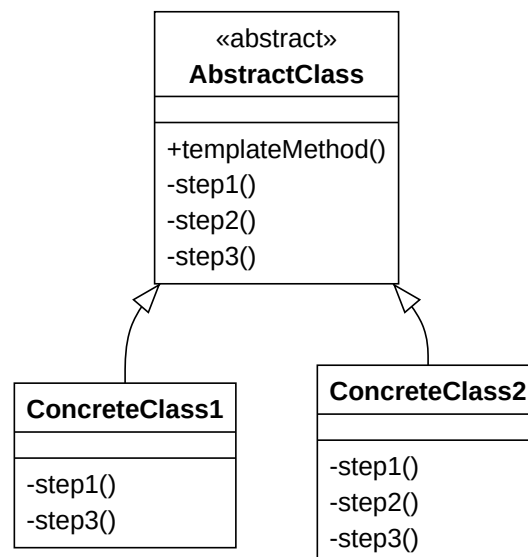 «abstract»
AbstractClass
+templateMethod()
-step1()
-step2()
-step3()
ConcreteClass1
-step1()
-step3()
ConcreteClass2
-step1()
-step2()
-step3()